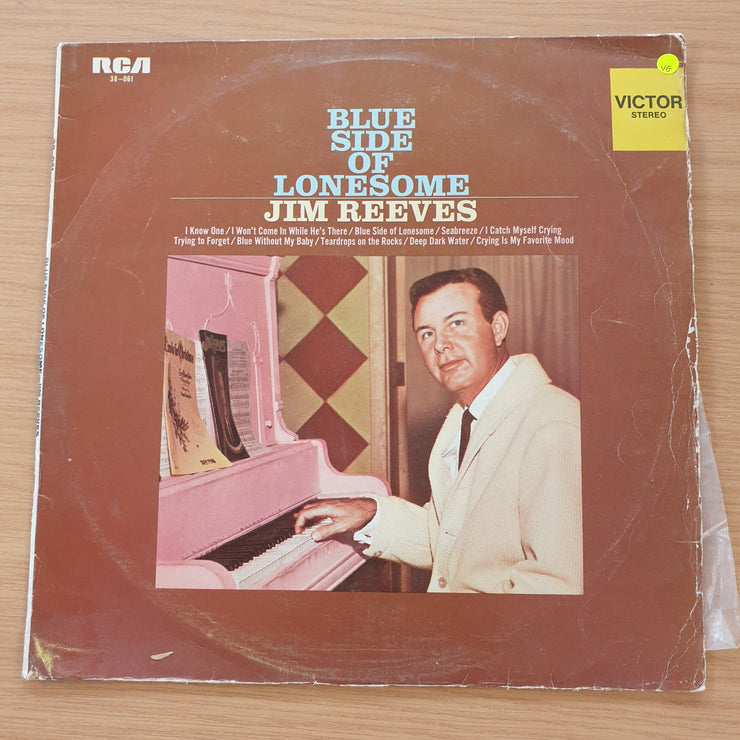 RCA
38-061
VG
VICTOR
STEREO
BLUE
SIDE
OF
LONESOME
JIM REEVES
I Know One / I Won't Come In While He's There / Blue Side of Lonesome / Seabreeze / I Catch Myself Crying
Trying to Forget / Blue Without My Baby / Teardrops on the Rocks / Deep Dark Water / Crying Is My Favorite Mood